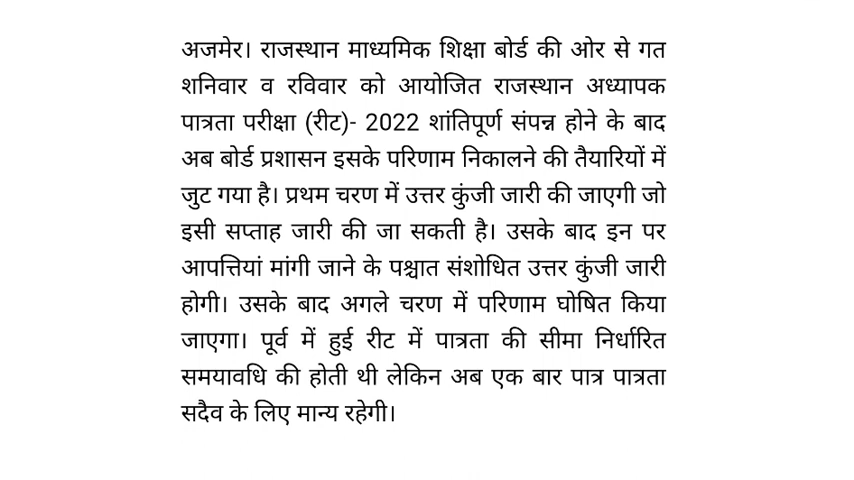 अजमेर। राजस्थान माध्यमिक शिक्षा बोर्ड की ओर से गत
शनिवार व रविवार को आयोजित राजस्थान अध्यापक
पात्रता परीक्षा (रीट)- 2022 शांतिपूर्ण संपन्न होने के बाद
अब बोर्ड प्रशासन इसके परिणाम निकालने की तैयारियों में
जुट गया है। प्रथम चरण में उत्तर कुंजी जारी की जाएगी जो
इसी सप्ताह जारी की जा सकती है। उसके बाद इन पर
आपत्तियां मांगी जाने के पश्चात संशोधित उत्तर कुंजी जारी
होगी। उसके बाद अगले चरण में परिणाम घोषित किया
जाएगा। पूर्व में हुई रीट में पात्रता की सीमा निर्धारित
समयावधि की होती थी लेकिन अब एक बार पात्र पात्रता
सदैव के लिए मान्य रहेगी।